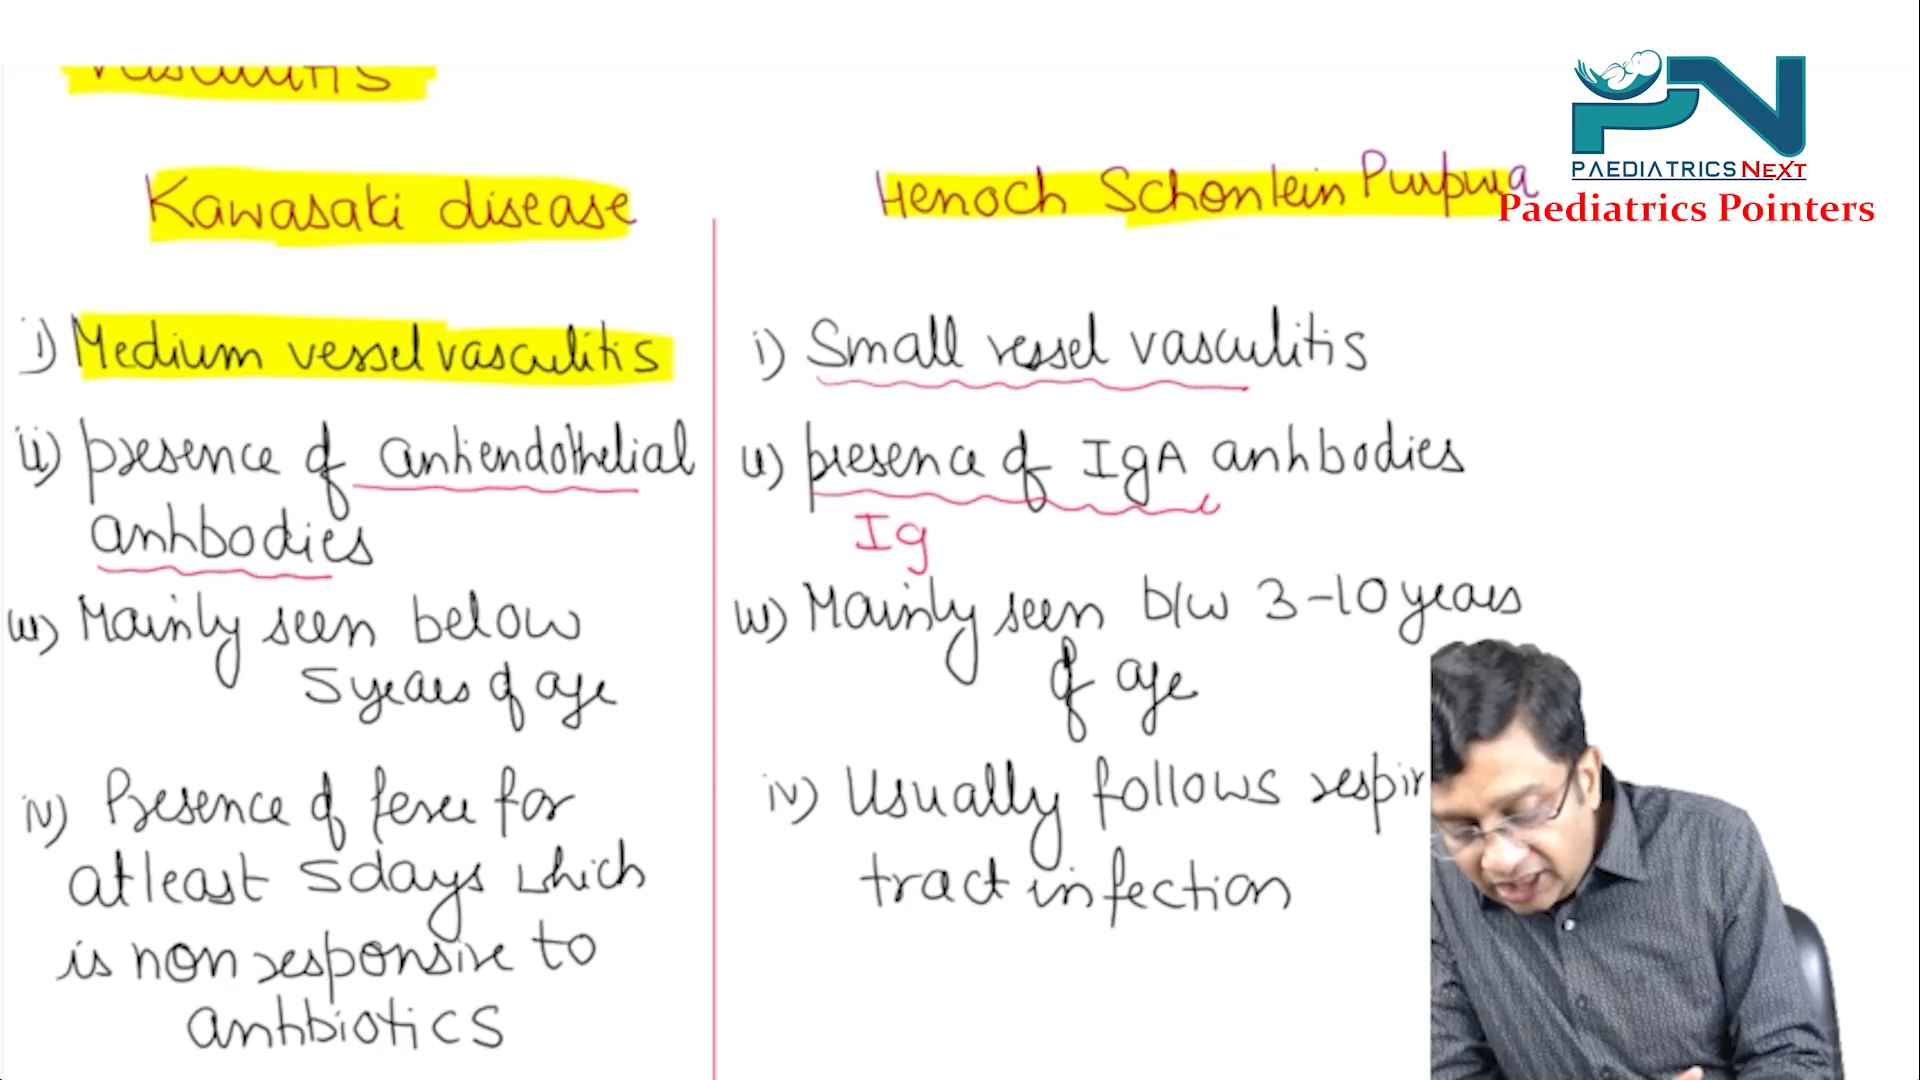 vasculitis
PN
PAEDIATRICS NEXT
Paediatrics Pointers
Kawasaki disease
i) Medium vessel vasculitis
ii) presence of antiendothelial
antibodies
iii) Mainly seen below
5 years of age
iv) Presence of fever for
atleast 5 days which
is non responsive to
antibiotics
Henoch Schonlein Purpura
i) Small vessel vasculitis
ii) presence of IgA antibodies
Ig
iii) Mainly seen b/w 3-10 years
of age
iv) Usually follows respir
tract infection